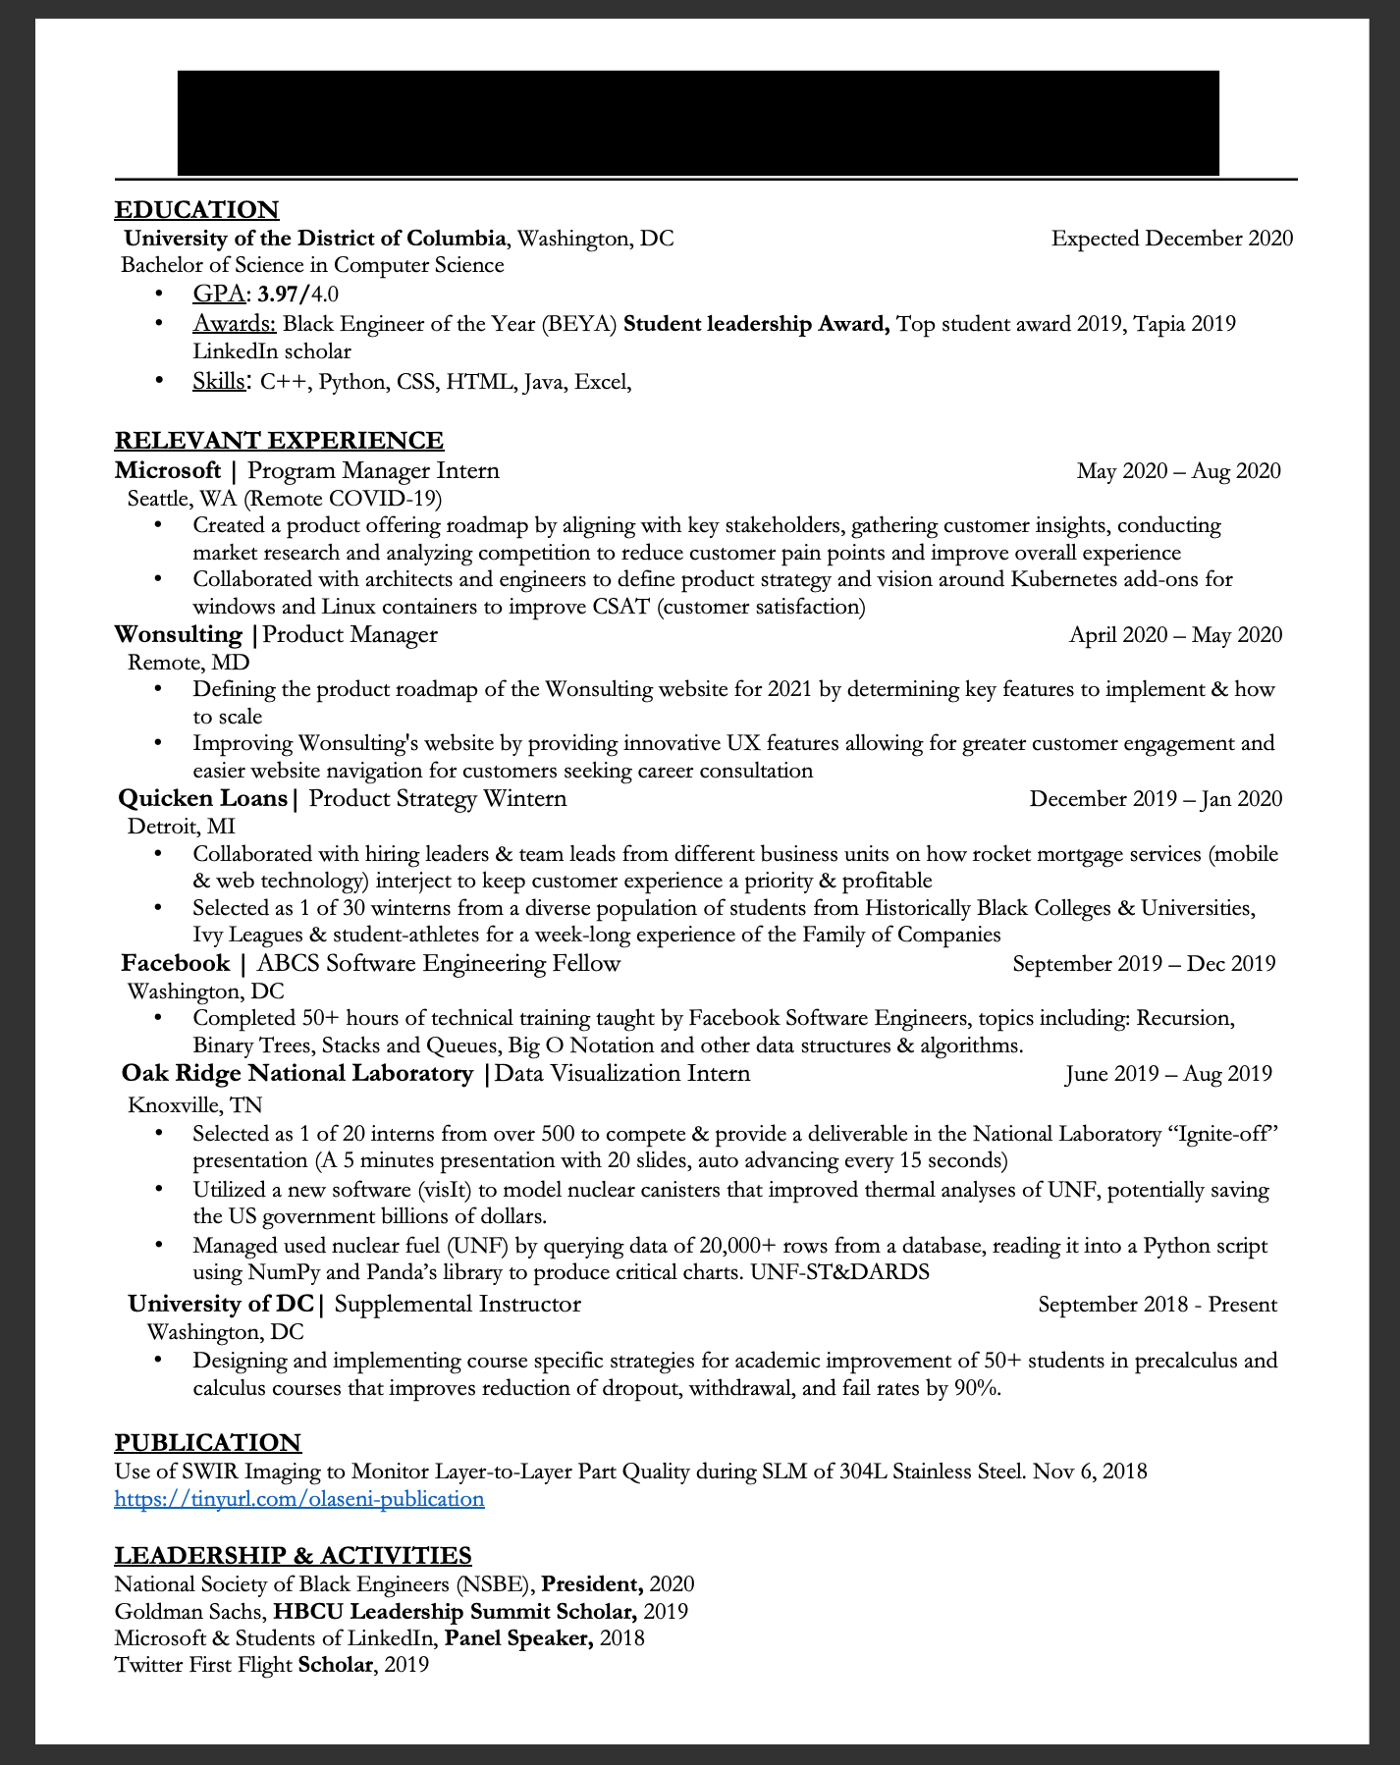 EDUCATION
University of the District of Columbia, Washington, DC Expected December 2020
Bachelor of Science in Computer Science
• GPA: 3.97/4.0
• Awards: Black Engineer of the Year (BEYA) Student leadership Award, Top student award 2019, Tapia 2019
LinkedIn scholar
• Skills: C++, Python, CSS, HTML, Java, Excel,
RELEVANT EXPERIENCE
Microsoft | Program Manager Intern May 2020 – Aug 2020
Seattle, WA (Remote COVID-19)
• Created a product offering roadmap by aligning with key stakeholders, gathering customer insights, conducting
market research and analyzing competition to reduce customer pain points and improve overall experience
• Collaborated with architects and engineers to define product strategy and vision around Kubernetes add-ons for
windows and Linux containers to improve CSAT (customer satisfaction)
Wonsulting |Product Manager April 2020 – May 2020
Remote, MD
• Defining the product roadmap of the Wonsulting website for 2021 by determining key features to implement & how
to scale
• Improving Wonsulting's website by providing innovative UX features allowing for greater customer engagement and
easier website navigation for customers seeking career consultation
Quicken Loans| Product Strategy Wintern December 2019 – Jan 2020
Detroit, MI
• Collaborated with hiring leaders & team leads from different business units on how rocket mortgage services (mobile
& web technology) interject to keep customer experience a priority & profitable
• Selected as 1 of 30 winterns from a diverse population of students from Historically Black Colleges & Universities,
Ivy Leagues & student-athletes for a week-long experience of the Family of Companies
Facebook | ABCS Software Engineering Fellow September 2019 – Dec 2019
Washington, DC
• Completed 50+ hours of technical training taught by Facebook Software Engineers, topics including: Recursion,
Binary Trees, Stacks and Queues, Big O Notation and other data structures & algorithms.
Oak Ridge National Laboratory |Data Visualization Intern June 2019 – Aug 2019
Knoxville, TN
• Selected as 1 of 20 interns from over 500 to compete & provide a deliverable in the National Laboratory “Ignite-off”
presentation (A 5 minutes presentation with 20 slides, auto advancing every 15 seconds)
• Utilized a new software (visIt) to model nuclear canisters that improved thermal analyses of UNF, potentially saving
the US government billions of dollars.
• Managed used nuclear fuel (UNF) by querying data of 20,000+ rows from a database, reading it into a Python script
using NumPy and Panda’s library to produce critical charts. UNF-ST&DARDS
University of DC| Supplemental Instructor September 2018 - Present
Washington, DC
• Designing and implementing course specific strategies for academic improvement of 50+ students in precalculus and
calculus courses that improves reduction of dropout, withdrawal, and fail rates by 90%.
PUBLICATION
Use of SWIR Imaging to Monitor Layer-to-Layer Part Quality during SLM of 304L Stainless Steel. Nov 6, 2018
https://tinyurl.com/olaseni-publication
LEADERSHIP & ACTIVITIES
National Society of Black Engineers (NSBE), President, 2020
Goldman Sachs, HBCU Leadership Summit Scholar, 2019
Microsoft & Students of LinkedIn, Panel Speaker, 2018
Twitter First Flight Scholar, 2019